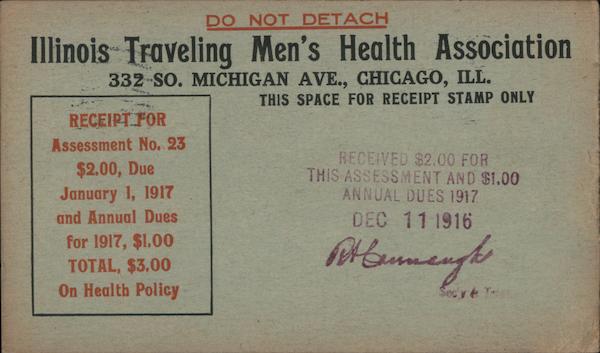 DO NOT DETACH
Illinois Traveling Men's Health Association
332 SO. MICHIGAN AVE., CHICAGO, ILL.
THIS SPACE FOR RECEIPT STAMP ONLY
RECEIPT FOR
Assessment No. 23
$2.00, Due
January 1, 1917
and Annual Dues
for 1917, $1.00
TOTAL, $3.00
On Health Policy
RECEIVED $2.00 FOR
THIS ASSESSMENT AND $1.00
ANNUAL DUES 1917
DEC 11 1916
Sec'y &